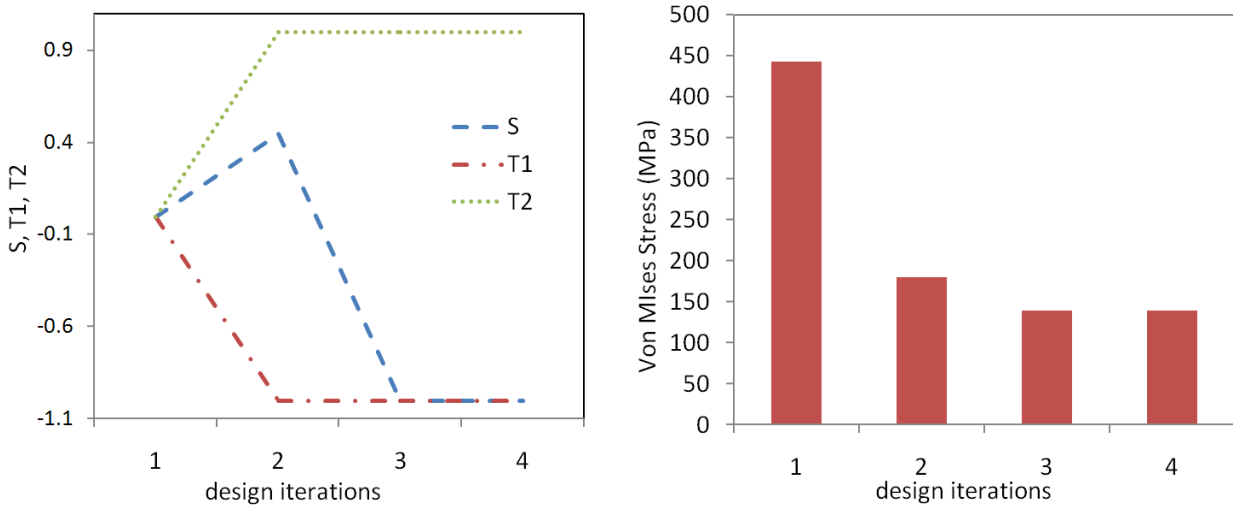 0.9
0.4
-0.1
-0.6
-1.1
S, T1, T2
S
T1
T2
1 2 3 4
design iterations
500
450
400
350
300
250
200
150
100
50
0
Von MIses Stress (MPa)
1 2 3 4
design iterations